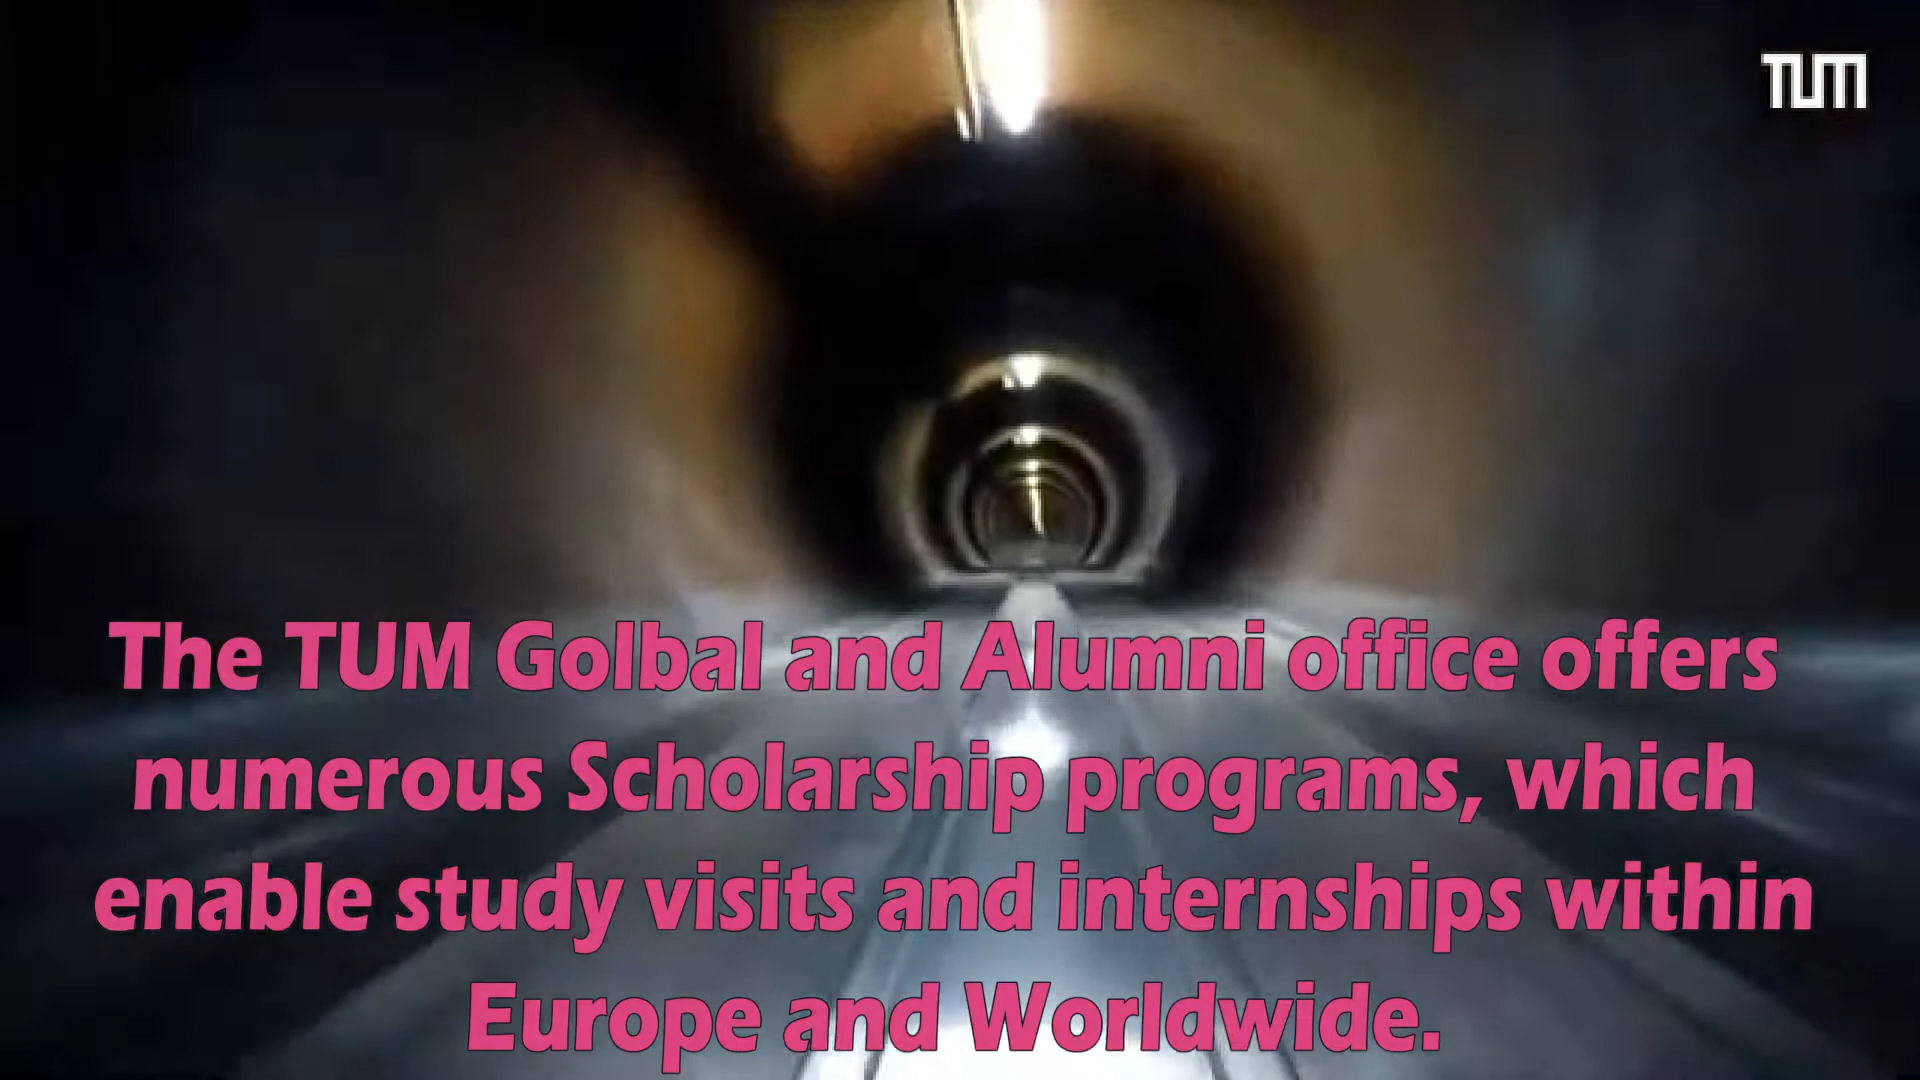 TUM
The TUM Golbal and Alumni office offers
numerous Scholarship programs, which
enable study visits and internships within
Europe and Worldwide.